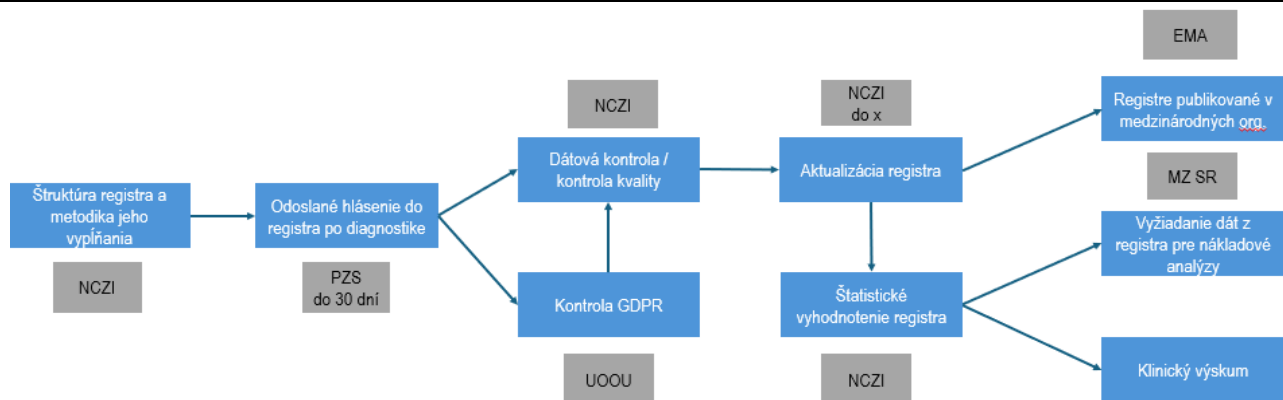 Štruktúra registra a
metodika jeho
vypĺňania
NCZI
Odoslané hlásenie do
registra po diagnostike
PZS
do 30 dní
NCZI
Dátová kontrola /
kontrola kvality
Kontrola GDPR
UOOU
NCZI
do x
Aktualizácia registra
Štatistické
vyhodnotenie registra
NCZI
EMA
Registre publikované v
medzinárodných org.
MZ SR
Vyžiadanie dát z
registra pre nákladové
analýzy
Klinický výskum